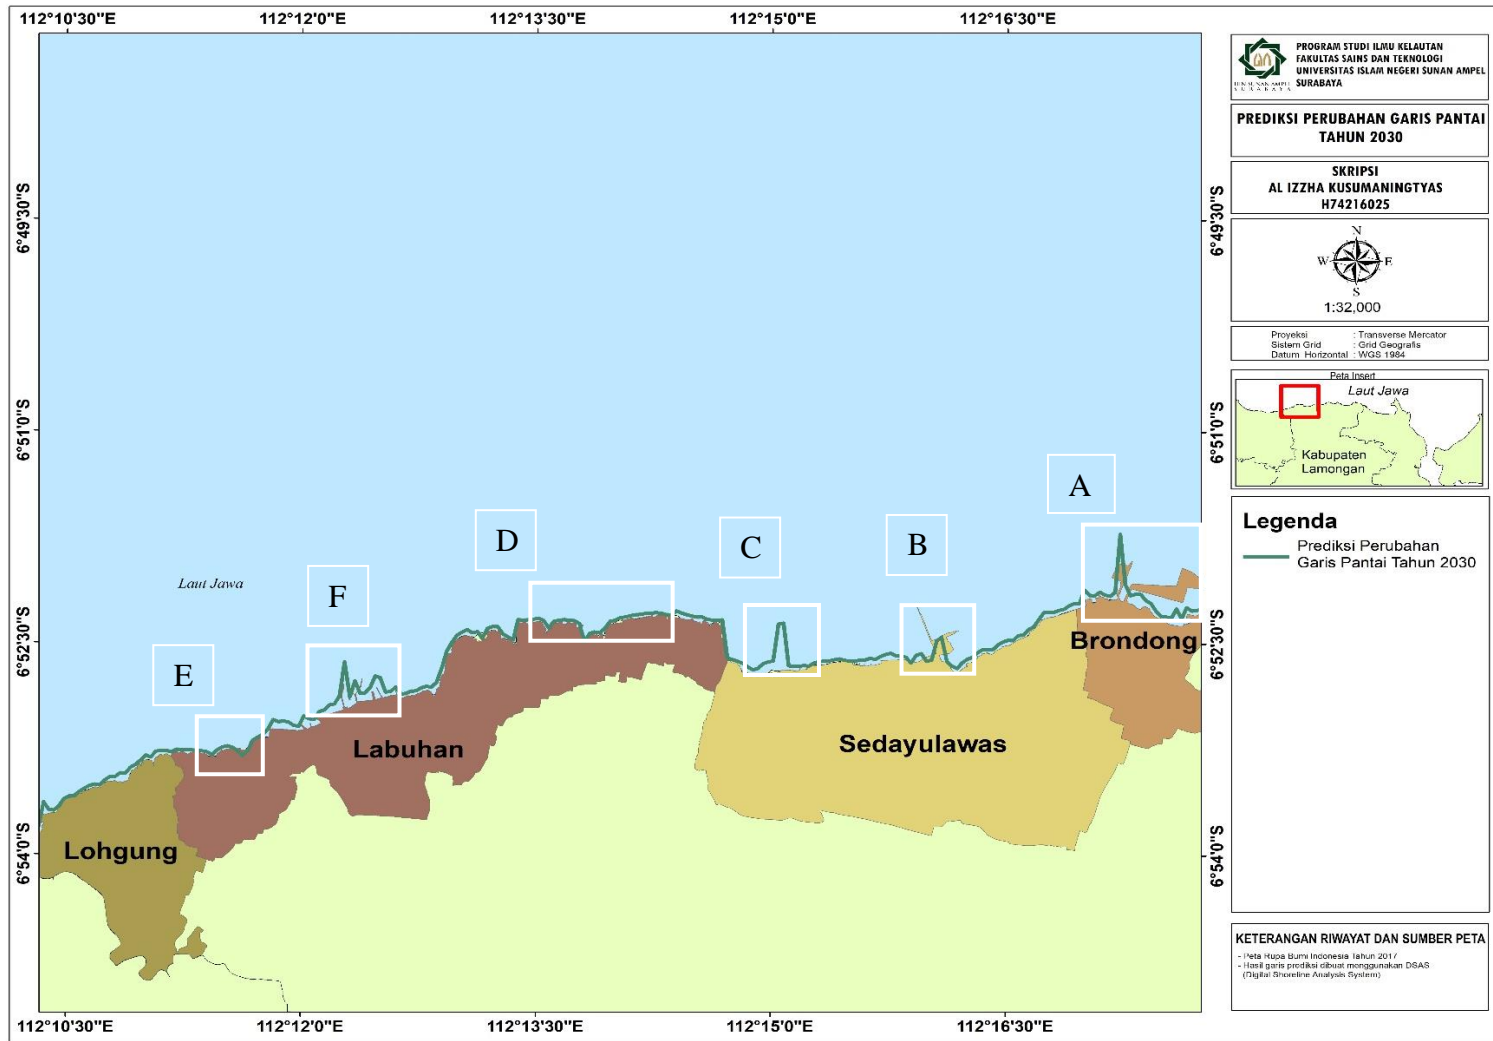 112°10'30"E 112°12'0"E 112°13'30"E 112°15'0"E 112°16'30"E
6°49'30"S
6°51'0"S
6°52'30"S
6°54'0"S
A
B
C
D
F
E
Laut Jawa
Brondong
Sedayulawas
Labuhan
Lohgung
6°49'30"S
6°51'0"S
6°52'30"S
6°54'0"S
112°10'30"E 112°12'0"E 112°13'30"E 112°15'0"E 112°16'30"E
UIN SUNAN AMPEL
SURABAYA
PROGRAM STUDI ILMU KELAUTAN
FAKULTAS SAINS DAN TEKNOLOGI
UNIVERSITAS ISLAM NEGERI SUNAN AMPEL
SURABAYA
PREDIKSI PERUBAHAN GARIS PANTAI
TAHUN 2030
SKRIPSI
AL IZZHA KUSUMANINGTYAS
H74216025
N
W E
S
1:32,000
Proyeksi : Transverse Mercator
Sistem Grid : Grid Geografis
Datum Horizontal : WGS 1984
Peta Insert
Laut Jawa
Kabupaten
Lamongan
Legenda
Prediksi Perubahan
Garis Pantai Tahun 2030
KETERANGAN RIWAYAT DAN SUMBER PETA
- Peta Rupa Bumi Indonesia Tahun 2017
- Hasil garis prediksi dibuat menggunakan DSAS
(Digital Shoreline Analysis System)